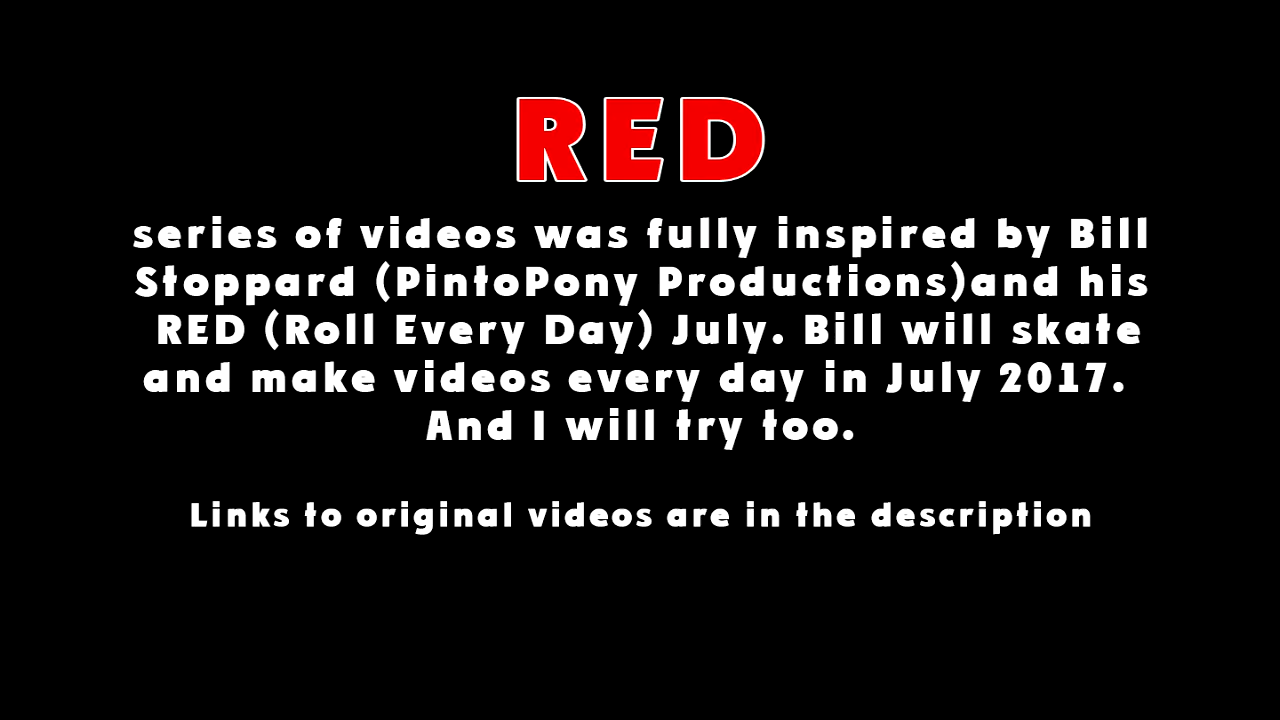 RED
series of videos was fully inspired by Bill
Stoppard (PintoPony Productions)and his
RED (Roll Every Day) July. Bill will skate
and make videos every day in July 2017.
And I will try too.
Links to original videos are in the description